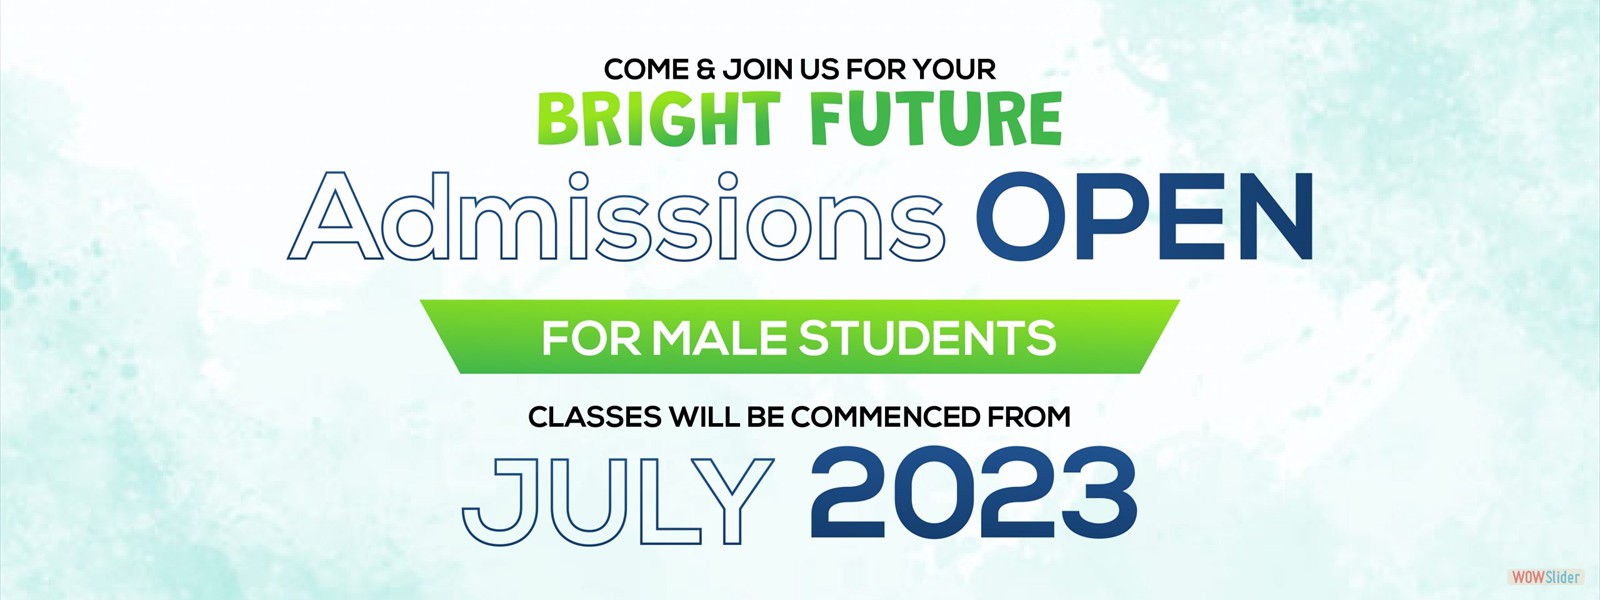 COME & JOIN US FOR YOUR
BRIGHT FUTURE
Admissions OPEN
FOR MALE STUDENTS
CLASSES WILL BE COMMENCED FROM
JULY 2023
WOWSlider